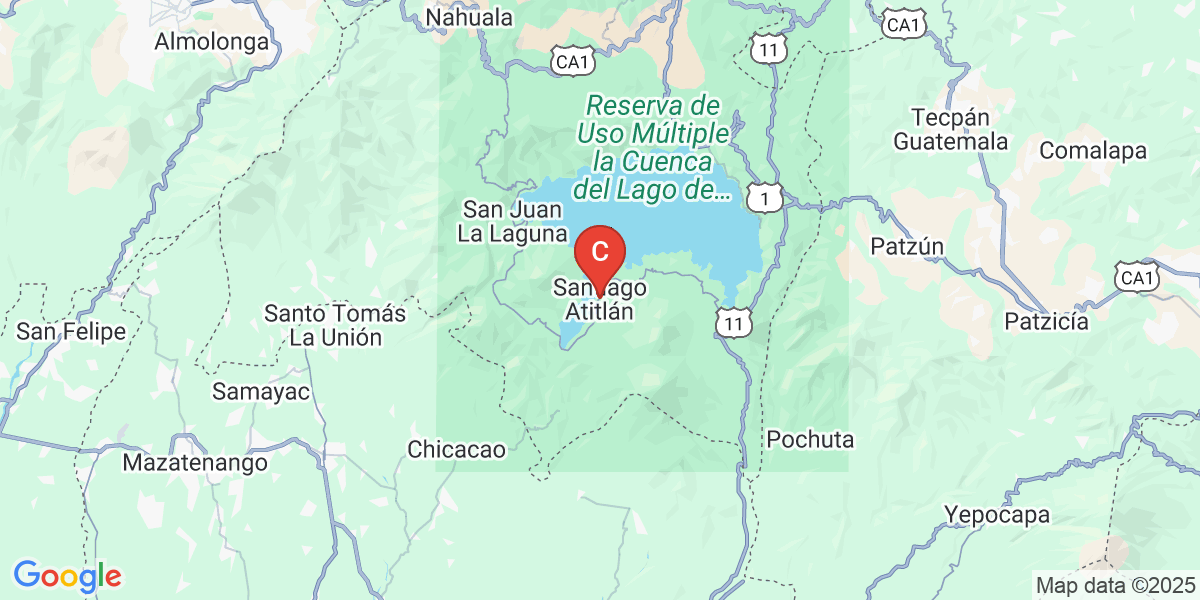 Nahuala
Almolonga
CA1
11
CA1
Reserva de
Uso Múltiple
la Cuenca
del Lago de...
Tecpán
Guatemala
Comalapa
1
San Juan
La Laguna
Patzún
C
CA1
Santiago
Atitlán
Santo Tomás
La Unión
San Felipe
11
Patzicía
Samayac
Chicacao
Pochuta
Mazatenango
Yepocapa
Google
Map data ©2025